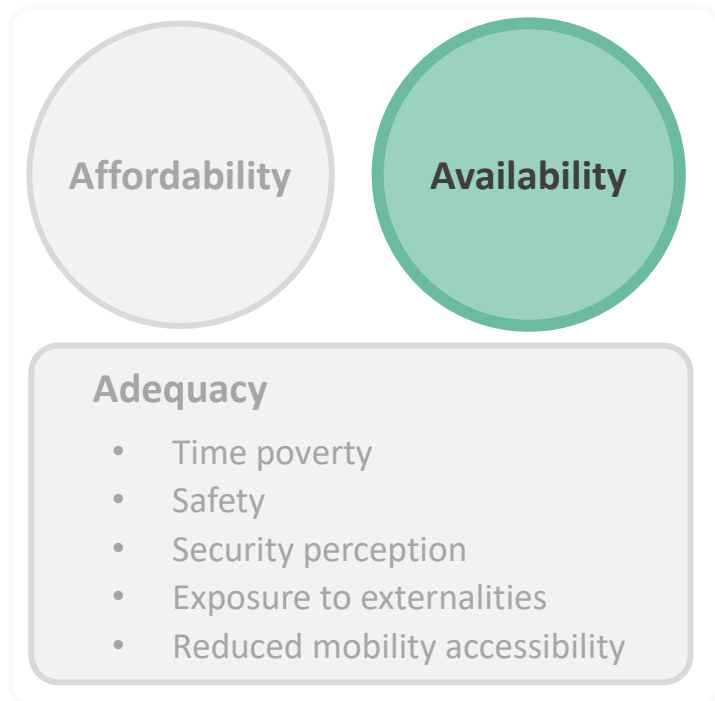 Affordability
Availability
Adequacy
• Time poverty
• Safety
• Security perception
• Exposure to externalities
• Reduced mobility accessibility